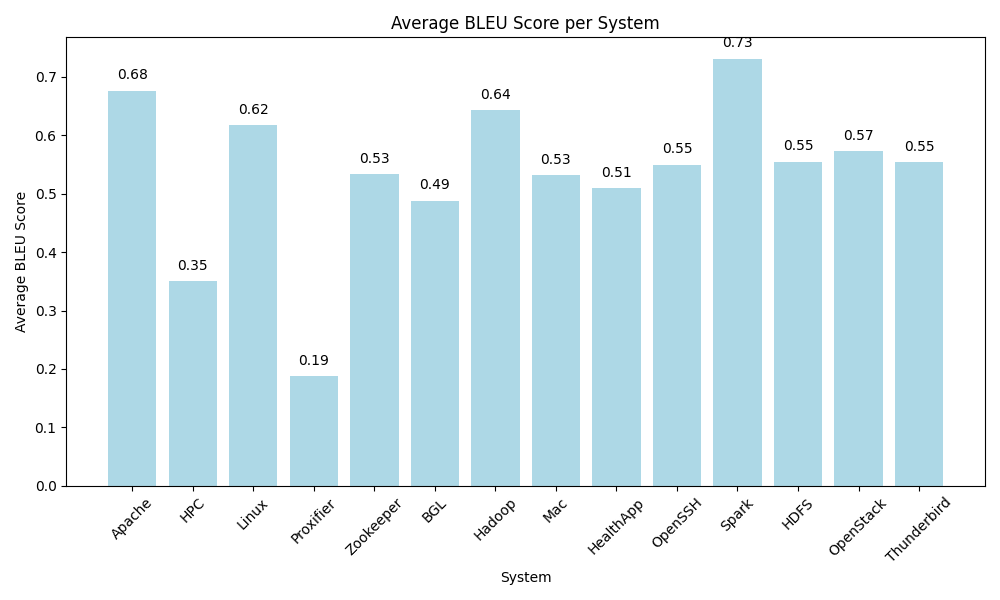 Average BLEU Score per System
Average BLEU Score
0.7
0.6
0.5
0.4
0.3
0.2
0.1
0.0
0.68
0.35
0.62
0.19
0.53
0.49
0.64
0.53
0.51
0.55
0.73
0.55
0.57
0.55
Apache
HPC
Linux
Proxifier
Zookeeper
BGL
Hadoop
Mac
HealthApp
OpenSSH
Spark
HDFS
OpenStack
Thunderbird
System